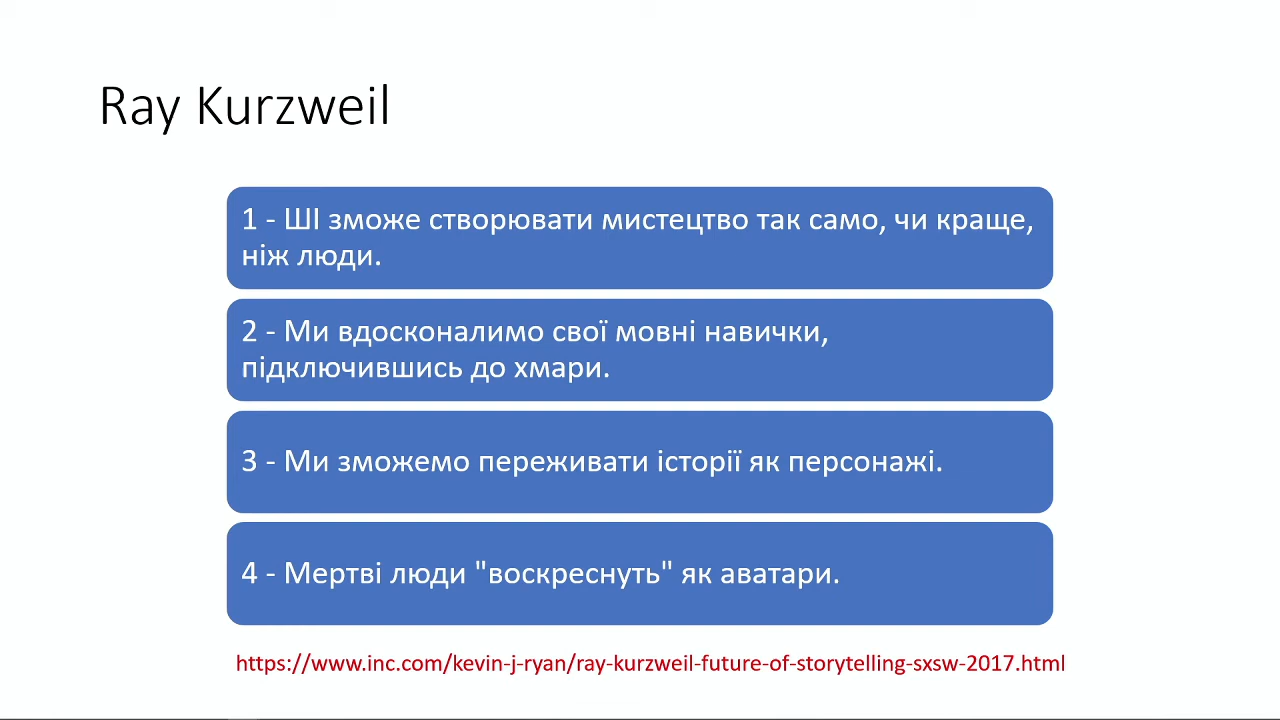 Ray Kurzweil
1 - ШІ зможе створювати мистецтво так само, чи краще,
ніж люди.
2 - Ми вдосконалимо свої мовні навички,
підключившись до хмари.
3 - Ми зможемо переживати історії як персонажі.
4 - Мертві люди "воскреснуть" як аватари.
https://www.inc.com/kevin-j-ryan/ray-kurzweil-future-of-storytelling-sxsw-2017.html